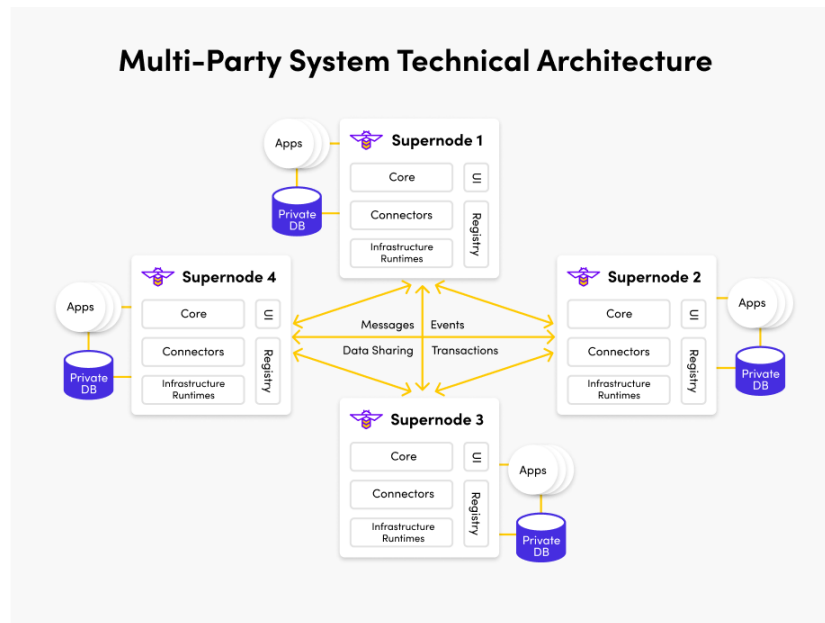 Multi-Party System Technical Architecture
Supernode 1
Apps
Core
UI
Private
DB
Connectors
Registry
Infrastructure
Runtimes
Supernode 4
Apps
Core
UI
Private
DB
Connectors
Registry
Infrastructure
Runtimes
Messages
Events
Data Sharing
Transactions
Supernode 2
Apps
Core
UI
Connectors
Registry
Private
DB
Infrastructure
Runtimes
Supernode 3
Core
UI
Apps
Connectors
Registry
Infrastructure
Runtimes
Private
DB